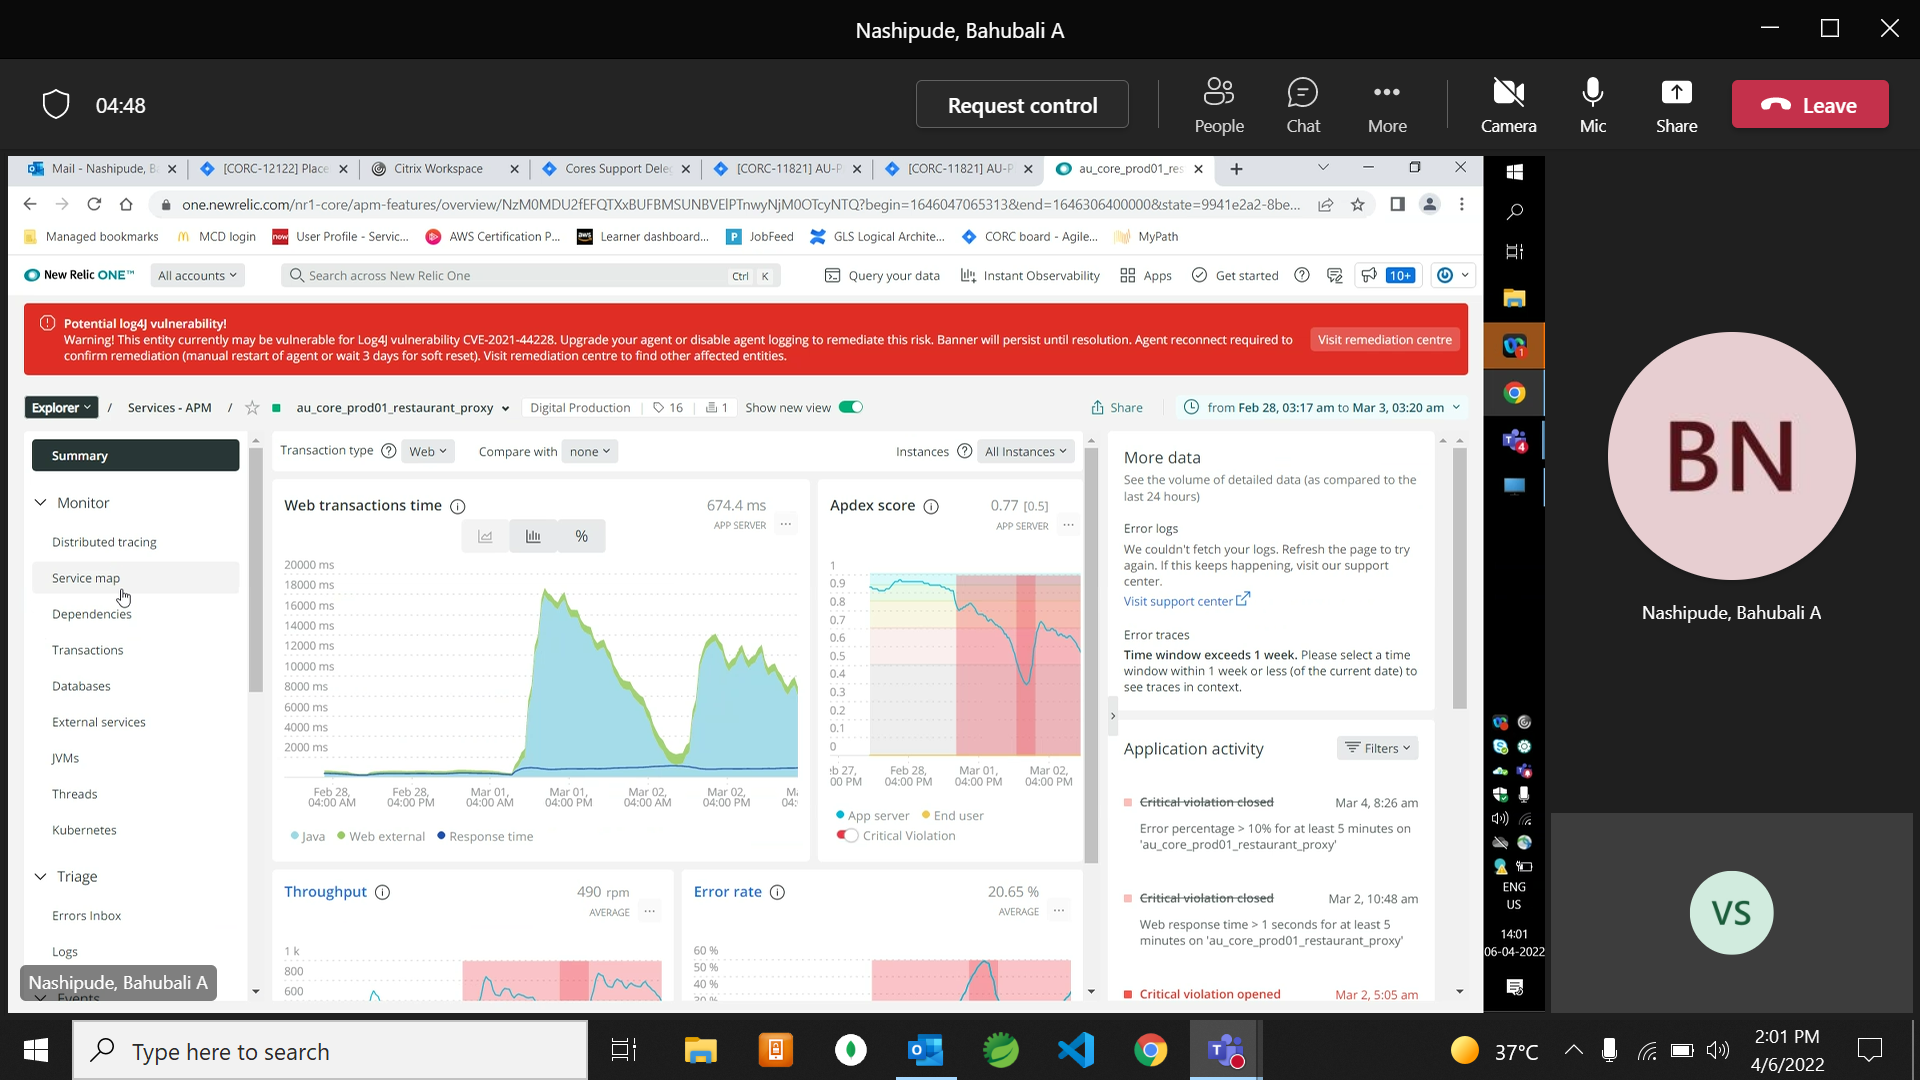 Nashipude, Bahubali A
04:48
Request control
People
Chat
More
Camera
Mic
Share
Leave
Mail - Nashipude, B
[CORC-12122] Place
Citrix Workspace
Cores Support Dele
[CORC-11821] AU-P
[CORC-11821] AU-P
au_core_prod01_res
one.newrelic.com/nr1-core/apm-features/overview/NzM0MDU2fEFQTXxBUFBMSUNBVElPTnwyNjM0OTcyNTQ?begin=1646047065313&end=1646306400000&state=9941e2a2-8be...
Managed bookmarks
MCD login
now
User Profile - Servic...
AWS Certification P...
aws
Learner dashboard...
P
JobFeed
GLS Logical Archite...
CORC board - Agile...
MyPath
New Relic ONE™
All accounts
Search across New Relic One
Ctrl K
Query your data
Instant Observability
Apps
Get started
10+
Potential log4J vulnerability!
Warning! This entity currently may be vulnerable for Log4J vulnerability CVE-2021-44228. Upgrade your agent or disable agent logging to remediate this risk. Banner will persist until resolution. Agent reconnect required to
confirm remediation (manual restart of agent or wait 3 days for soft reset). Visit remediation centre to find other affected entities.
Visit remediation centre
Explorer / Services - APM / au_core_prod01_restaurant_proxy
Digital Production
16
1
Show new view
Share
from Feb 28, 03:17 am to Mar 3, 03:20 am
Summary
Monitor
Distributed tracing
Service map
Dependencies
Transactions
Databases
External services
JVMs
Threads
Kubernetes
Triage
Errors Inbox
Logs
Events
Nashipude, Bahubali A
Transaction type
Web
Compare with
none
Instances
All Instances
Web transactions time
674.4 ms
APP SERVER
%
20000 ms
18000 ms
16000 ms
14000 ms
12000 ms
10000 ms
8000 ms
6000 ms
4000 ms
2000 ms
Feb 28, 04:00 AM
Feb 28, 04:00 PM
Mar 01, 04:00 AM
Mar 01, 04:00 PM
Mar 02, 04:00 AM
Mar 02, 04:00 PM
Java
Web external
Response time
Apdex score
0.77 [0.5]
APP SERVER
1
0.9
0.8
0.7
0.6
0.5
0.4
0.3
0.2
0.1
0
eb 27, 00 PM
Feb 28, 04:00 PM
Mar 01, 04:00 PM
Mar 02, 04:00 PM
App server
End user
Critical Violation
Throughput
490 rpm
AVERAGE
1 k
800
600
Error rate
20.65 %
AVERAGE
60 %
50 %
40 %
More data
See the volume of detailed data (as compared to the
last 24 hours)
Error logs
We couldn't fetch your logs. Refresh the page to try
again. If this keeps happening, visit our support
center.
Visit support center
Error traces
Time window exceeds 1 week. Please select a time
window within 1 week or less(of the current date) to
see traces in context.
Application activity
Filters
Critical violation closed
Mar 4, 8:26 am
Error percentage > 10% for at least 5 minutes on
'au_core_prod01_restaurant_proxy'
Critical violation closed
Mar 2, 10:48 am
Web response time > 1 seconds for at least 5
minutes on 'au_core_prod01_restaurant_proxy'
Critical violation opened
Mar 2, 5:05 am
1
4
ENG
US
14:01
06-04-2022
BN
Nashipude, Bahubali A
VS
Type here to search
37°C
2:01 PM
4/6/2022